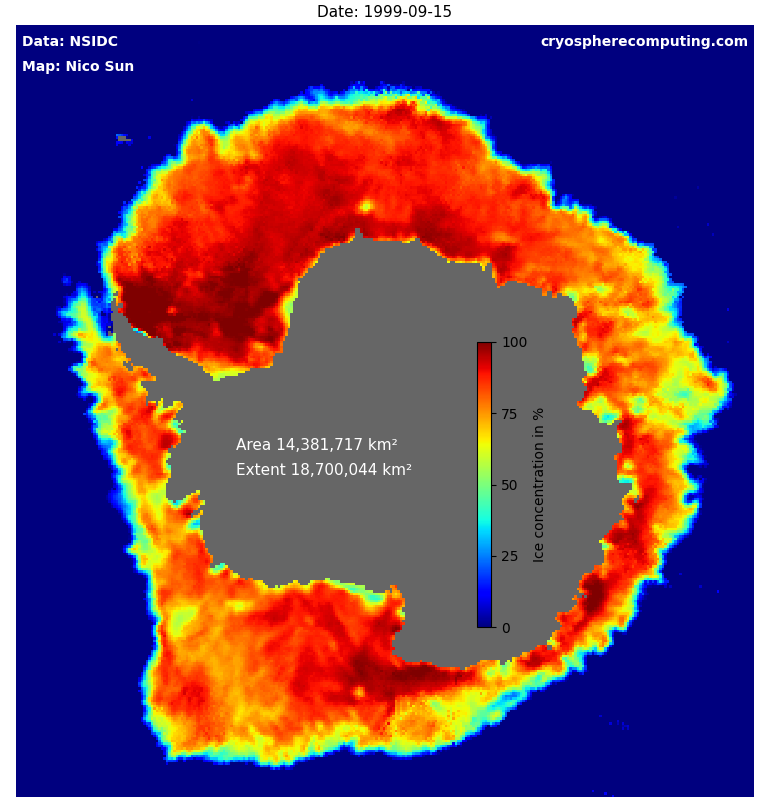 Date: 1999-09-15
Data: NSIDC
cryospherecomputing.com
Map: Nico Sun
100
75
50
25
0
Ice concentration in %
Area 14,381,717 km²
Extent 18,700,044 km²